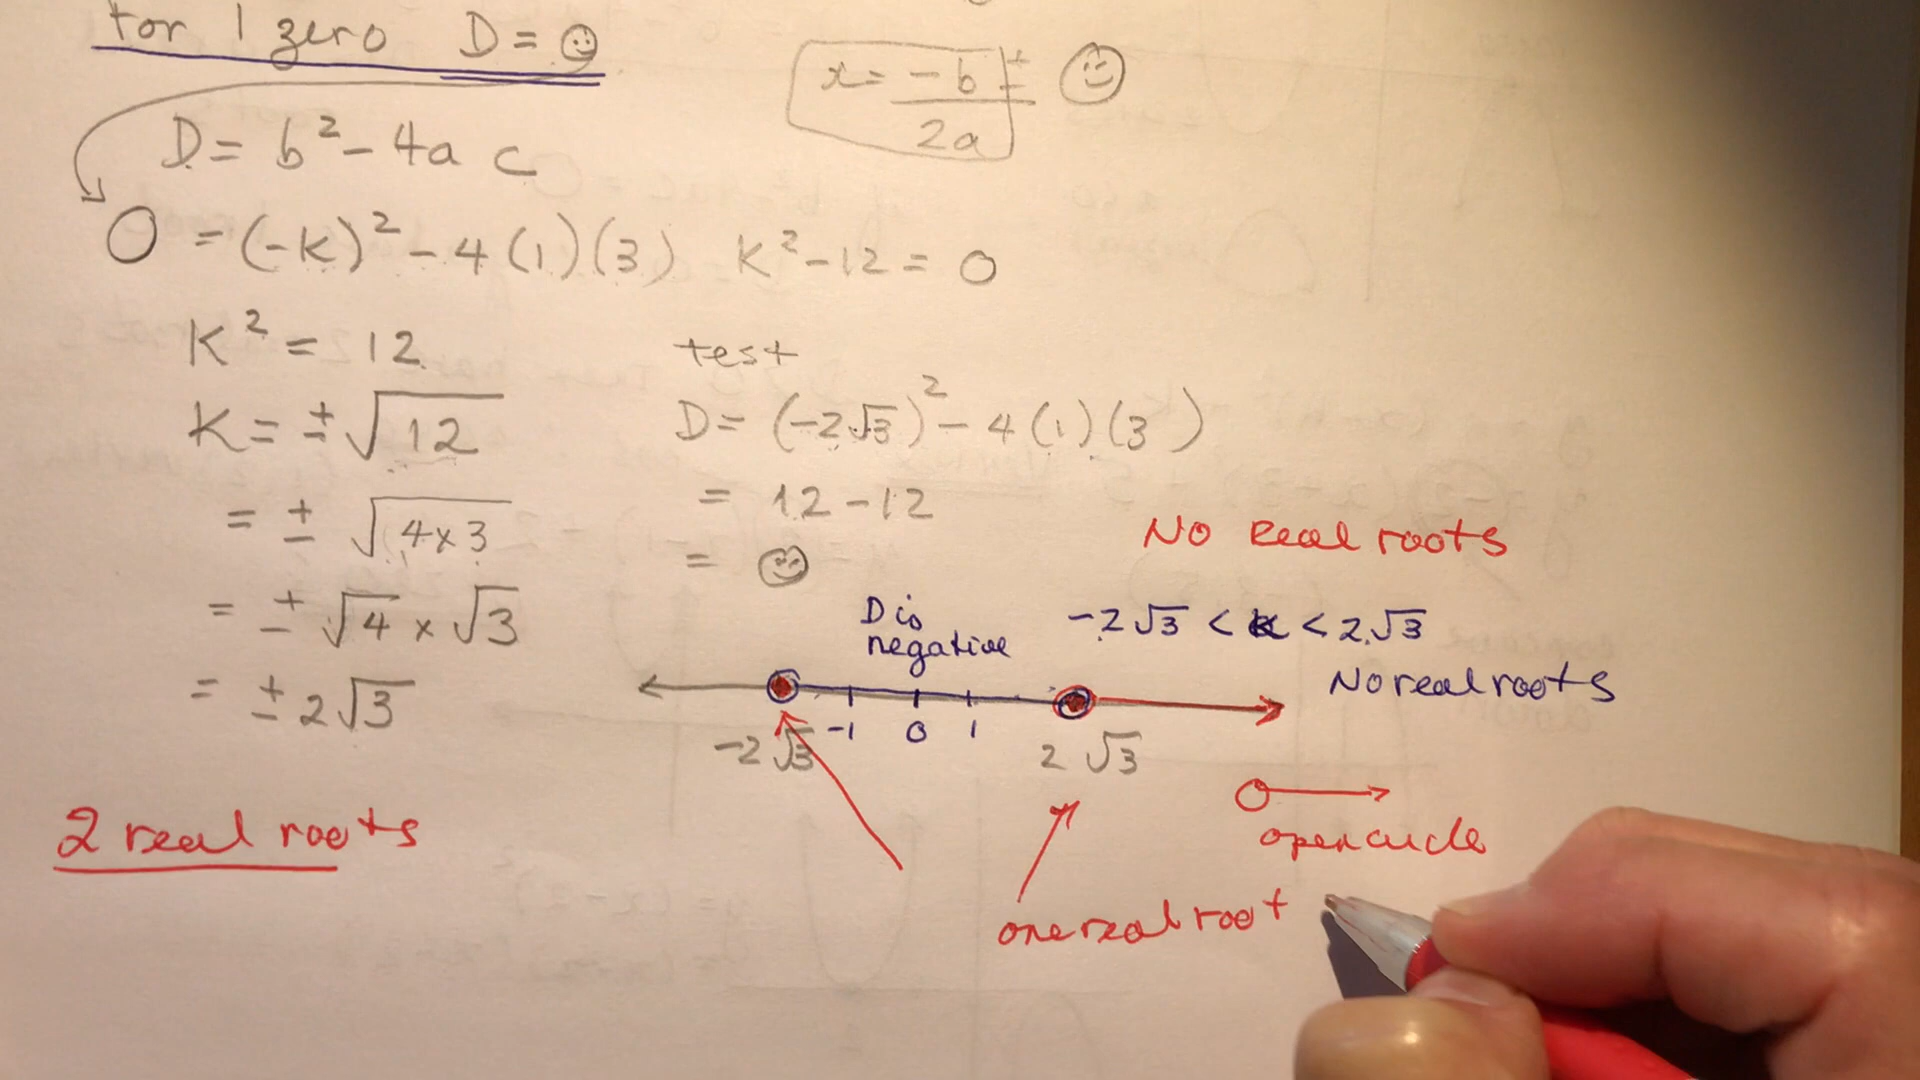 For 1 zero D = ☺
x = -b ± ☺
2a
D = b² - 4a c
0 = (-k)² - 4(1)(3) k² - 12 = 0
k² = 12
k = ± √12
= ± √4x3
= ± √4 x √3
= ± 2√3
test
D = (-2√3)² - 4(1)(3)
= 12 - 12
= ☺
No real roots
D is
negative
-2√3 < k < 2√3
No real roots
-1 0 1
-2√3 2√3
open circle
2 real roots
one real root